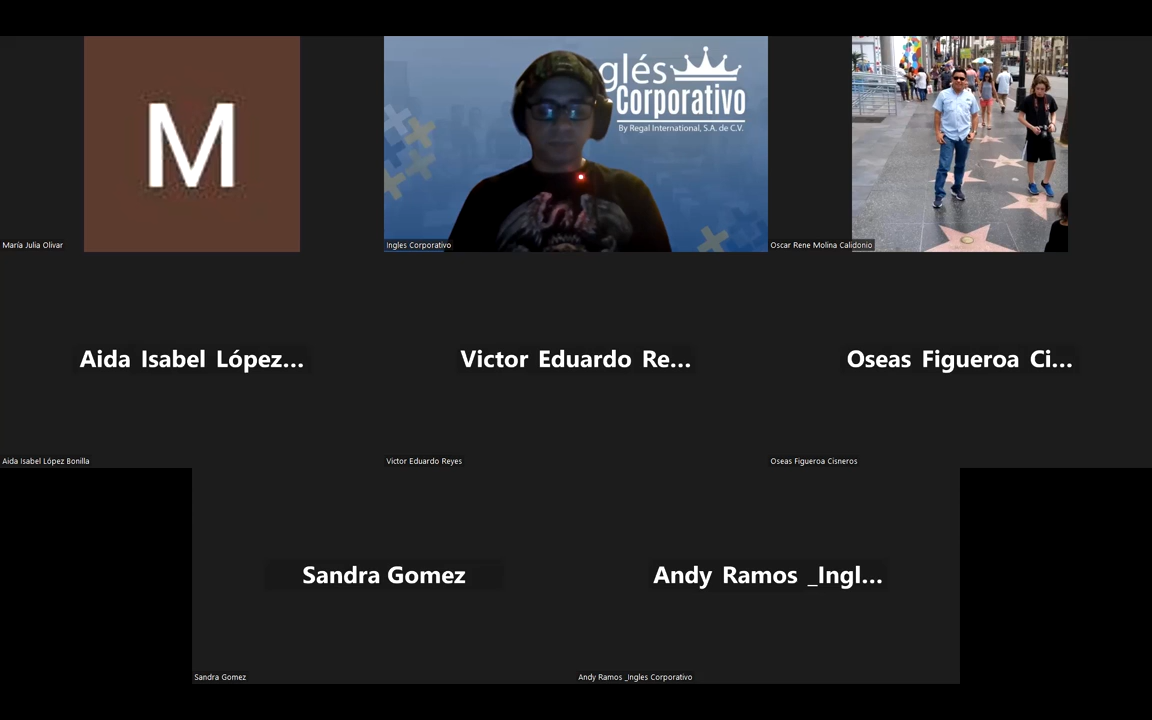 M
glés
Corporativo
By Regal International, S.A. de C.V.
María Julia Olivar
Ingles Corporativo
Oscar Rene Molina Calidonio
Aida Isabel López...
Victor Eduardo Re...
Oseas Figueroa Ci...
Aida Isabel López Bonilla
Victor Eduardo Reyes
Oseas Figueroa Cisneros
Sandra Gomez
Andy Ramos _Ingl...
Sandra Gomez
Andy Ramos _Ingles Corporativo